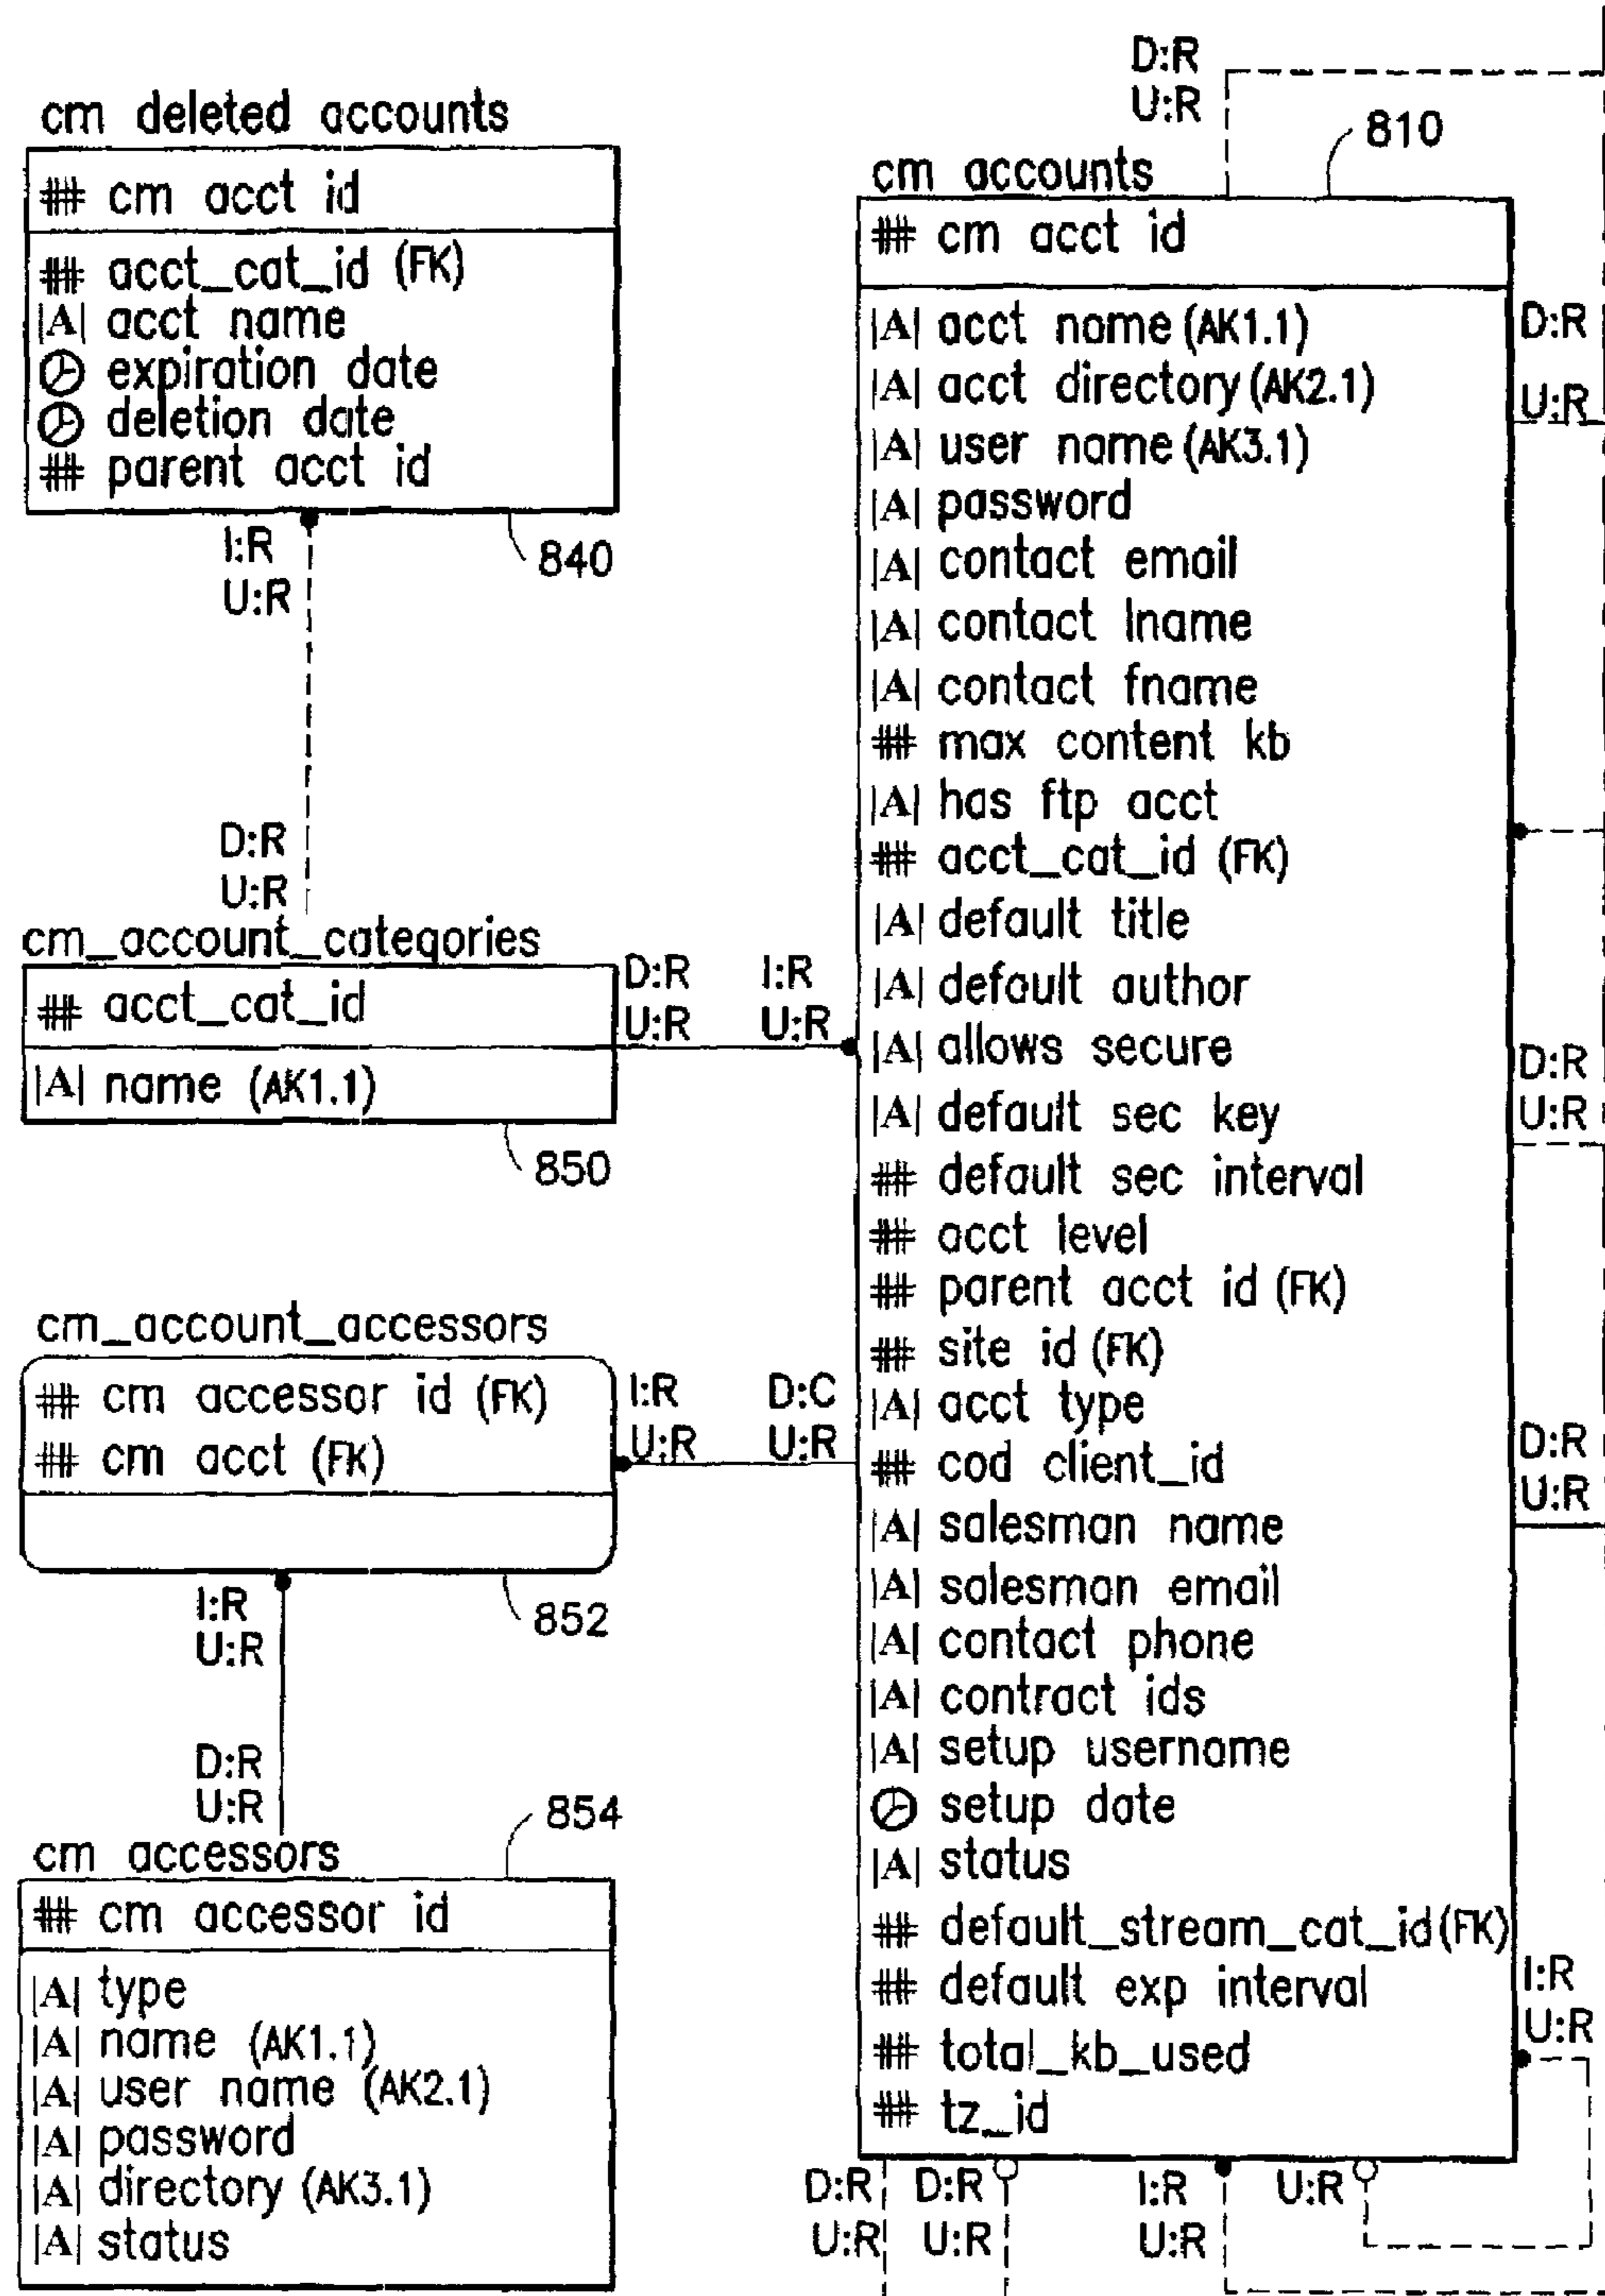 cm deleted accounts
## cm acct id
## acct_cat_id (FK)
|A| acct name
expiration date
deletion date
## parent acct id
I:R
U:R
840
D:R
U:R
cm_account_categories
## acct_cat_id
|A| name (AK1.1)
850
D:R I:R
U:R U:R
cm_account_accessors
## cm accessor id (FK)
## cm acct (FK)
852
I:R D:C
U:R U:R
I:R
U:R
D:R
U:R
854
cm accessors
## cm accessor id
|A| type
|A| name (AK1.1)
|A| user name (AK2.1)
|A| password
|A| directory (AK3.1)
|A| status
D:R
U:R
810
cm accounts
## cm acct id
|A| acct name (AK1.1)
|A| acct directory (AK2.1)
|A| user name (AK3.1)
|A| password
|A| contact email
|A| contact lname
|A| contact fname
## max content kb
|A| has ftp acct
## acct_cat_id (FK)
|A| default title
|A| default author
|A| allows secure
|A| default sec key
## default sec interval
## acct level
## parent acct id (FK)
## site id (FK)
|A| acct type
## cod client_id
|A| salesman name
|A| salesman email
|A| contact phone
|A| contract ids
|A| setup username
setup date
|A| status
## default_stream_cat_id (FK)
## default exp interval
## total_kb_used
## tz_id
D:R
U:R
D:R
U:R
D:R
U:R
I:R
U:R
D:R D:R I:R U:R
U:R U:R U:R